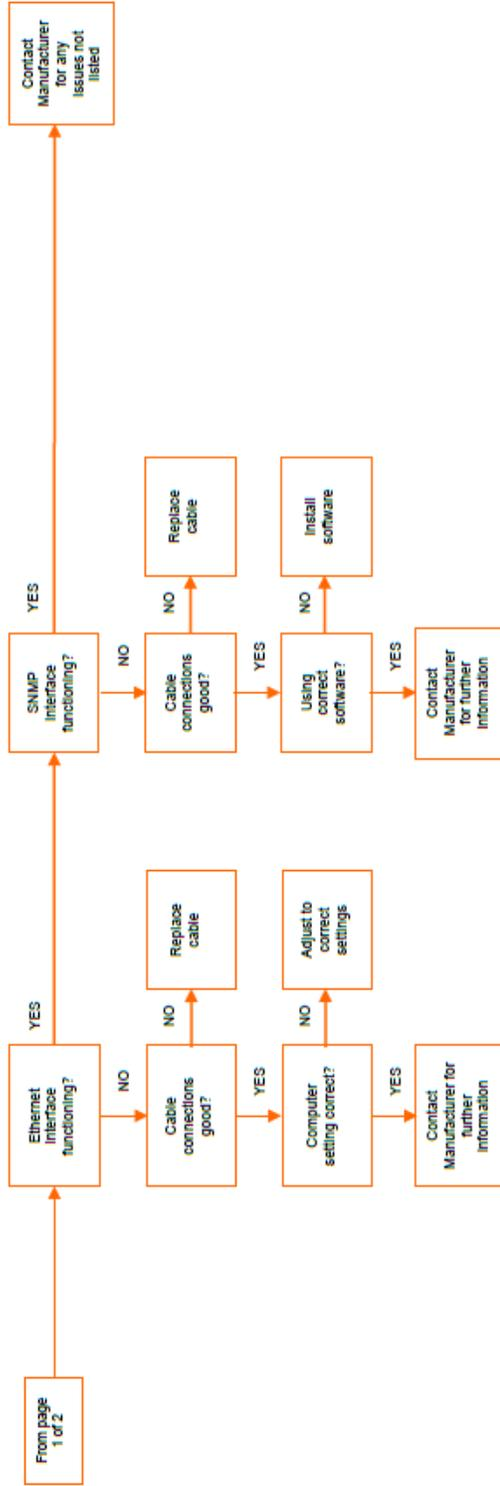 From page
1 of 2
Ethernet
Interface
functioning?
YES
SNMP
Interface
functioning?
YES
Contact
Manufacturer
for any
issues not
listed
NO
Cable
connections
good?
NO
Replace
cable
YES
Computer
setting correct?
NO
Adjust to
correct
settings
YES
Contact
Manufacturer for
further
Information
NO
Cable
connections
good?
NO
Replace
cable
YES
Using
correct
software?
NO
Install
software
YES
Contact
Manufacturer
for further
Information